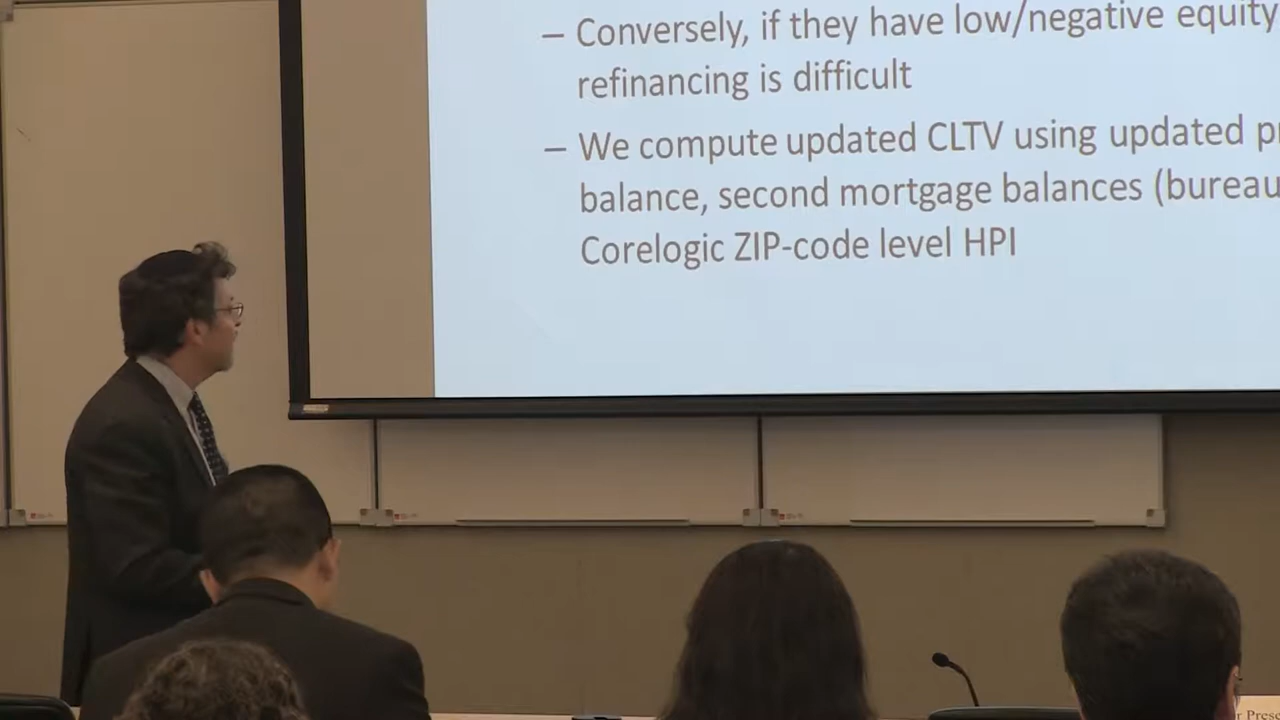 – Conversely, if they have low/negative equity
refinancing is difficult
– We compute updated CLTV using updated
balance, second mortgage balances (bureau
Corelogic ZIP-code level HPI